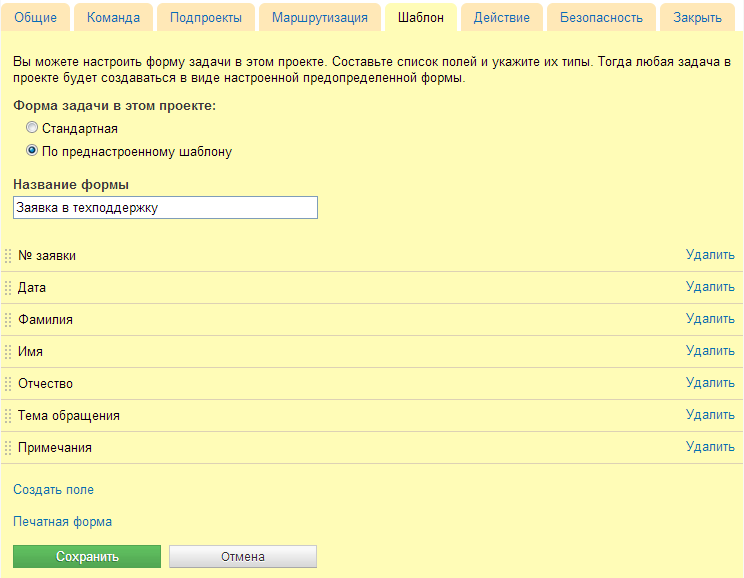 Общие Команда Подпроекты Маршрутизация Шаблон Действие Безопасность Закрыть
Вы можете настроить форму задачи в этом проекте. Составьте список полей и укажите их типы. Тогда любая задача в
проекте будет создаваться в виде настроенной предопределенной формы.
Форма задачи в этом проекте:
Стандартная
По преднастроенному шаблону
Название формы
Заявка в техподдержку
№ заявки Удалить
Дата Удалить
Фамилия Удалить
Имя Удалить
Отчество Удалить
Тема обращения Удалить
Примечания Удалить
Создать поле
Печатная форма
Сохранить Отмена